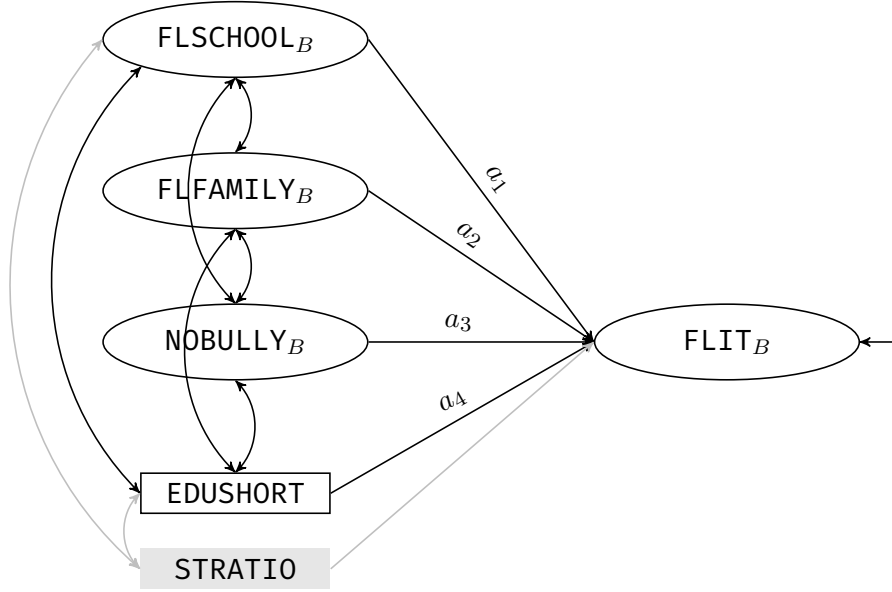 FLSCHOOL_B
a_1
FLFAMILY_B
a_2
NOBULLY_B
a_3
FLIT_B
a_4
EDUSHORT
STRATIO